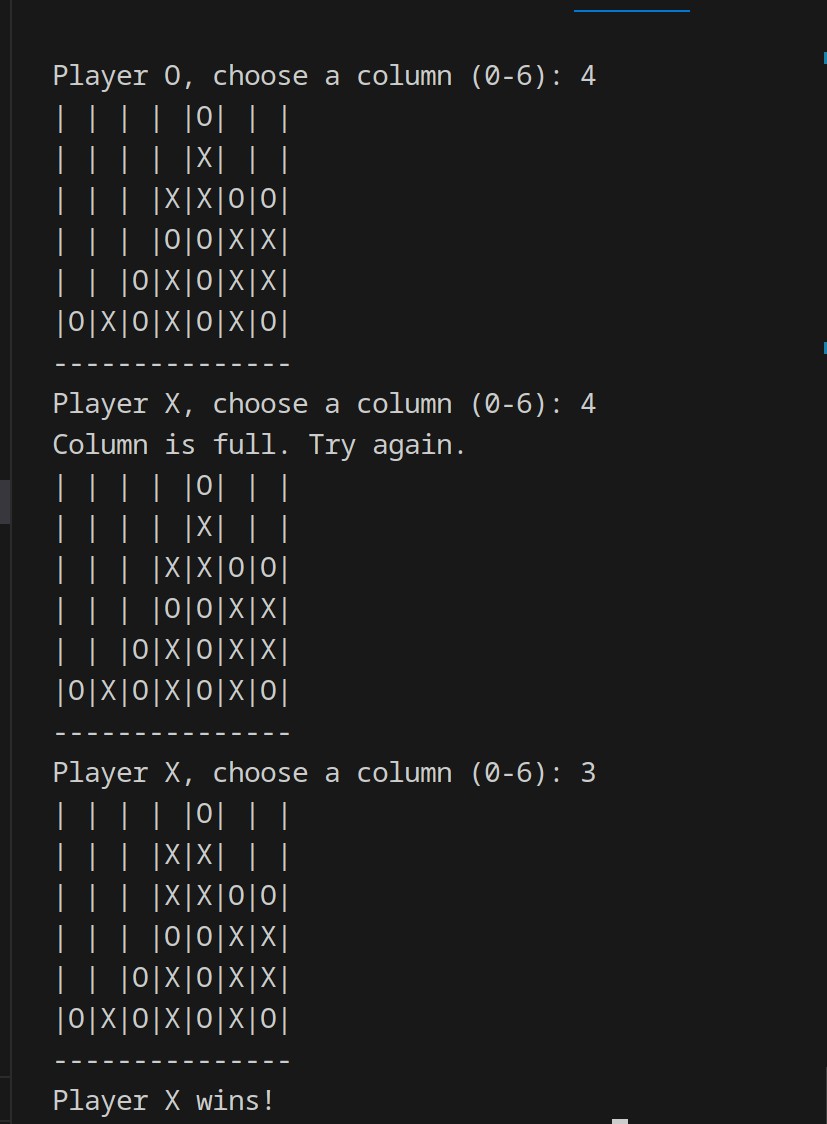 Player O, choose a column (0-6): 4
| | | | |O| | |
| | | | |X| | |
| | | |X|X|O|O|
| | | |O|O|X|X|
| | |O|X|O|X|X|
|O|X|O|X|O|X|O|
---------------
Player X, choose a column (0-6): 4
Column is full. Try again.
| | | | |O| | |
| | | | |X| | |
| | | |X|X|O|O|
| | | |O|O|X|X|
| | |O|X|O|X|X|
|O|X|O|X|O|X|O|
---------------
Player X, choose a column (0-6): 3
| | | | |O| | |
| | | |X|X| | |
| | | |X|X|O|O|
| | | |O|O|X|X|
| | |O|X|O|X|X|
|O|X|O|X|O|X|O|
---------------
Player X wins!